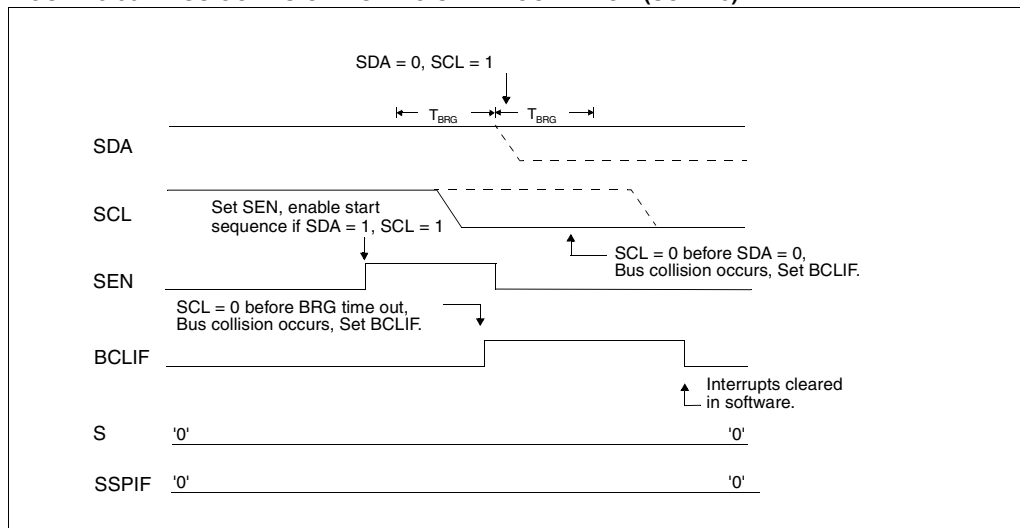 SDA = 0, SCL = 1
TBRG TBRG
SDA
SCL
Set SEN, enable start
sequence if SDA = 1, SCL = 1
SCL = 0 before SDA = 0,
Bus collision occurs, Set BCLIF.
SEN
SCL = 0 before BRG time out,
Bus collision occurs, Set BCLIF.
BCLIF
Interrupts cleared
in software.
S
'0' '0'
SSPIF
'0' '0'